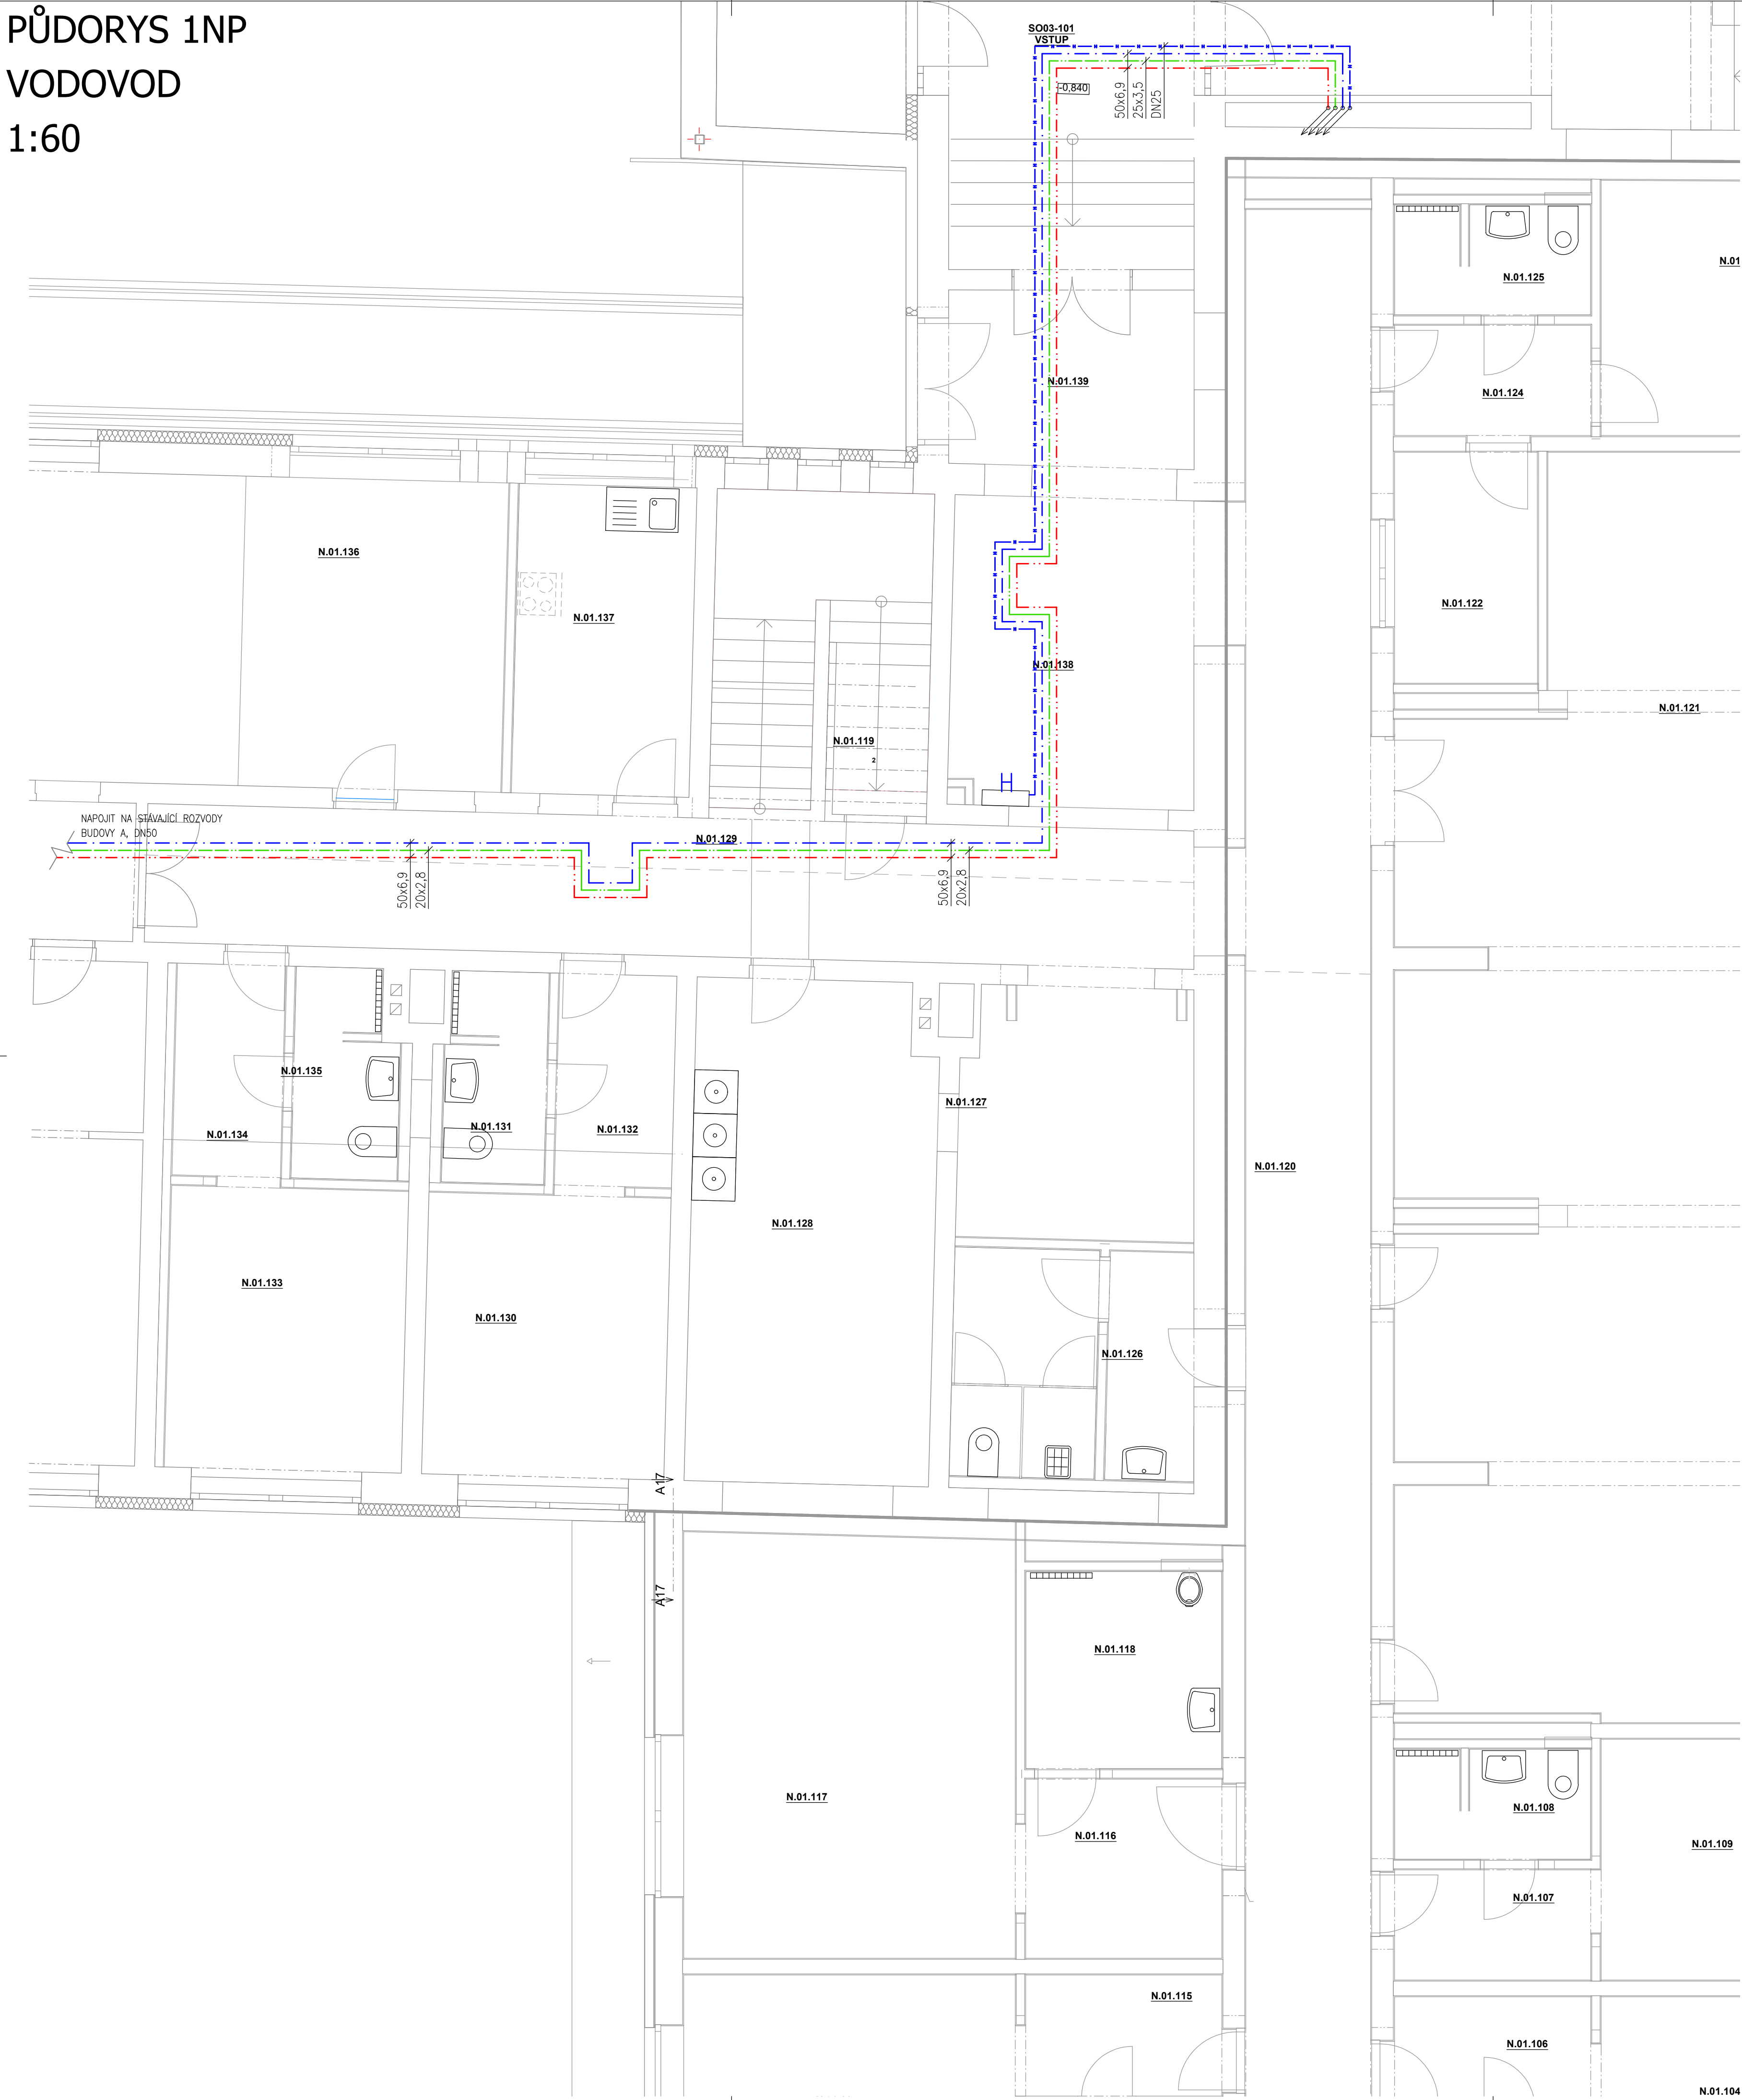 PŮDORYS 1NP
VODOVOD
1:60
SO03-101
VSTUP
-0,840
50x6,9
25x3,5
DN25
N.01.125
N.01
N.01.139
N.01.124
N.01.136
N.01.137
N.01.122
N.01.138
N.01.121
N.01.119
2
H
NAPOJIT NA STÁVAJÍCÍ ROZVODY
BUDOVY A, DN50
N.01.129
50x6,9
20x2,8
50x6,9
20x2,8
N.01.135
N.01.134
N.01.131
N.01.132
N.01.127
N.01.120
N.01.128
N.01.133
N.01.130
N.01.126
A17
A17
N.01.118
N.01.117
N.01.116
N.01.108
N.01.109
N.01.107
N.01.115
N.01.106
N.01.104